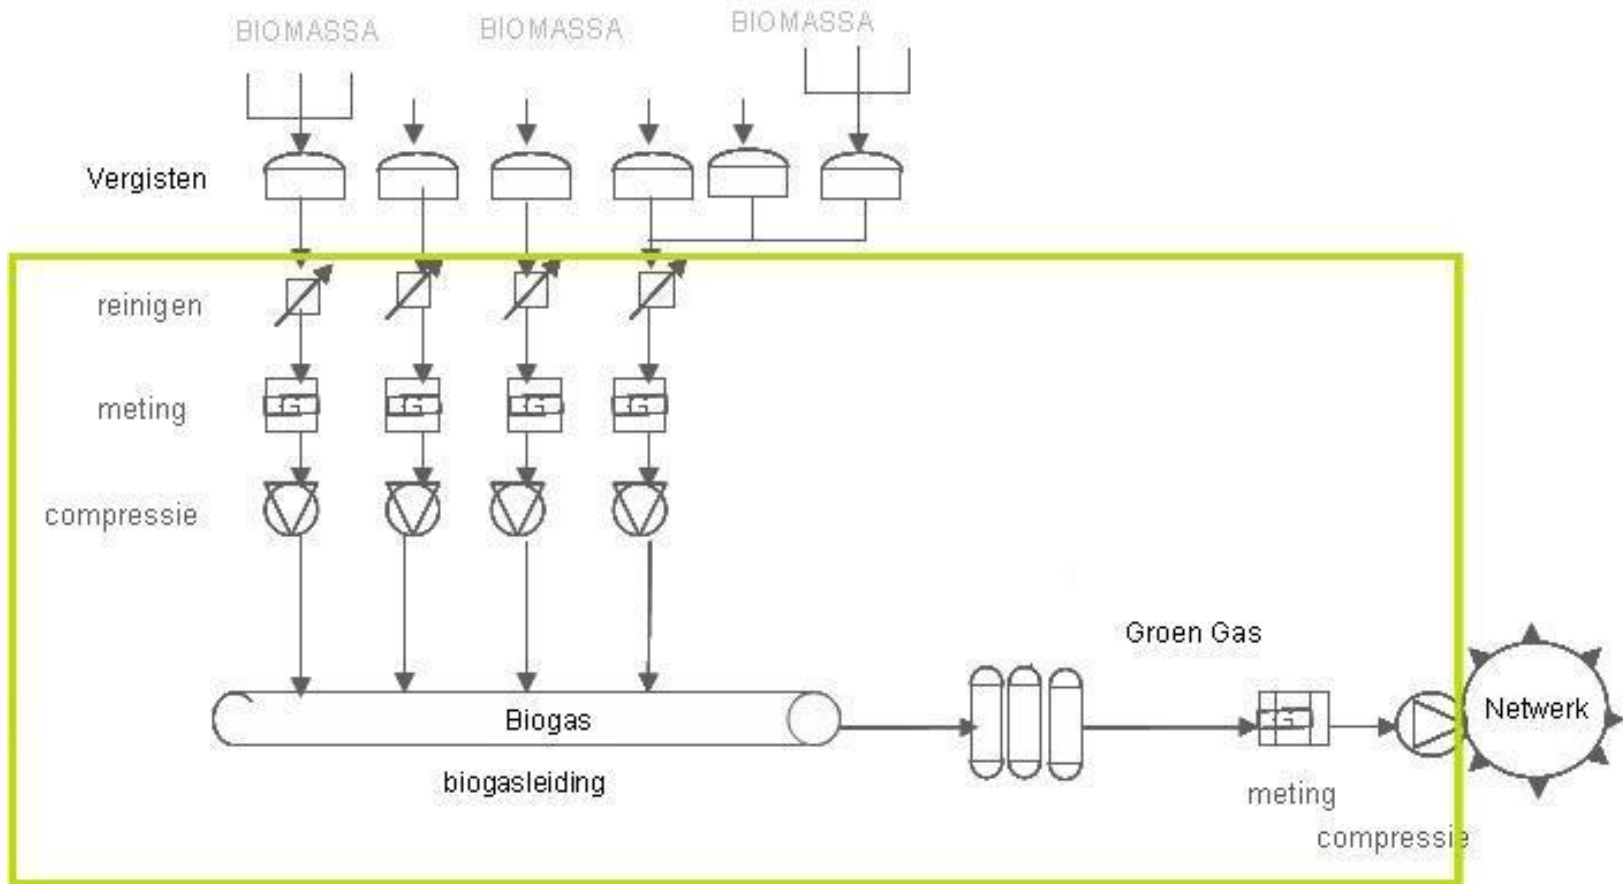 BIOMASSA
BIOMASSA
BIOMASSA
Vergisten
reinigen
meting
G
G
G
G
compressie
Groen Gas
Biogas
G
Netwerk
biogasleiding
meting
compressie